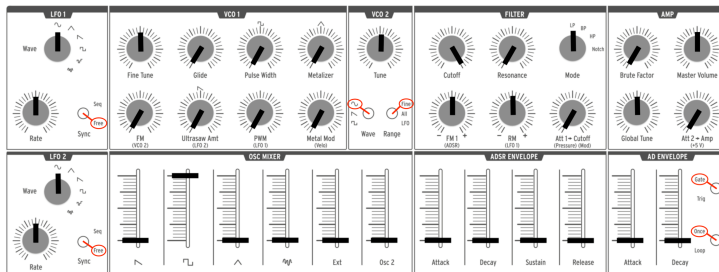 LFO 1
VCO 1
VCO 2
FILTER
AMP
Wave
Rate
Seq
Free
Sync
Fine Tune
Glide
Pulse Width
Metalizer
FM
(VCO 2)
Ultrasaw Amt
(LFO 2)
PWM
(LFO 1)
Metal Mod
(Velo)
Tune
Wave
Fine
All
LFO
Range
Cutoff
Resonance
LP
BP
HP
Notch
Mode
- +
FM 1
(ADSR)
- +
RM
(LFO 1)
Att 1→ Cutoff
(Pressure) (Mod)
Brute Factor
Master Volume
Global Tune
Att 2→ Amp
(+5 V)
LFO 2
OSC MIXER
ADSR ENVELOPE
AD ENVELOPE
Wave
Rate
Seq
Free
Sync
Ext
Osc 2
Attack
Decay
Sustain
Release
Attack
Decay
Gate
Trig
Once
Loop